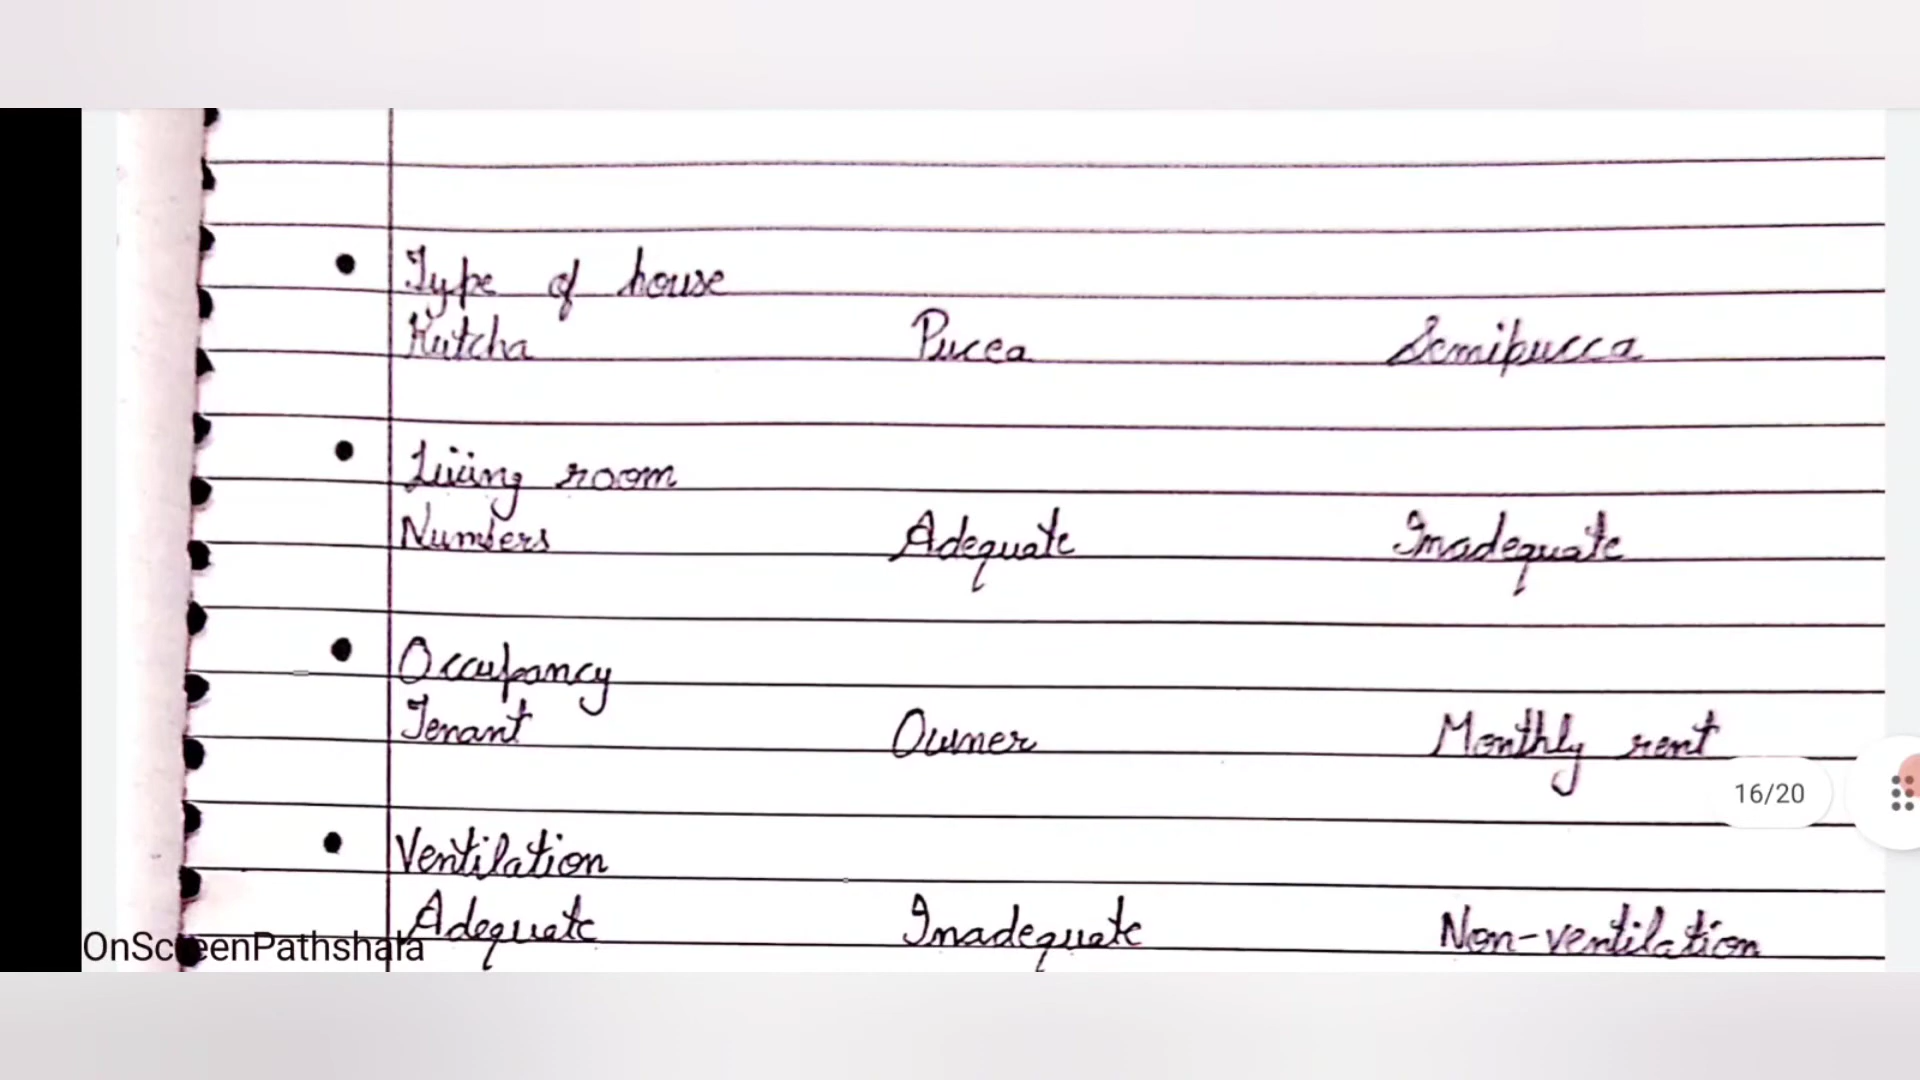 • Type of house
Kutcha Pucca Semipucca
• Living room
Numbers Adequate Inadequate
• Occupancy
Tenant Owner Monthly rent
16/20
• Ventilation
Adequate Inadequate Non-ventilation
OnScreenPathshala